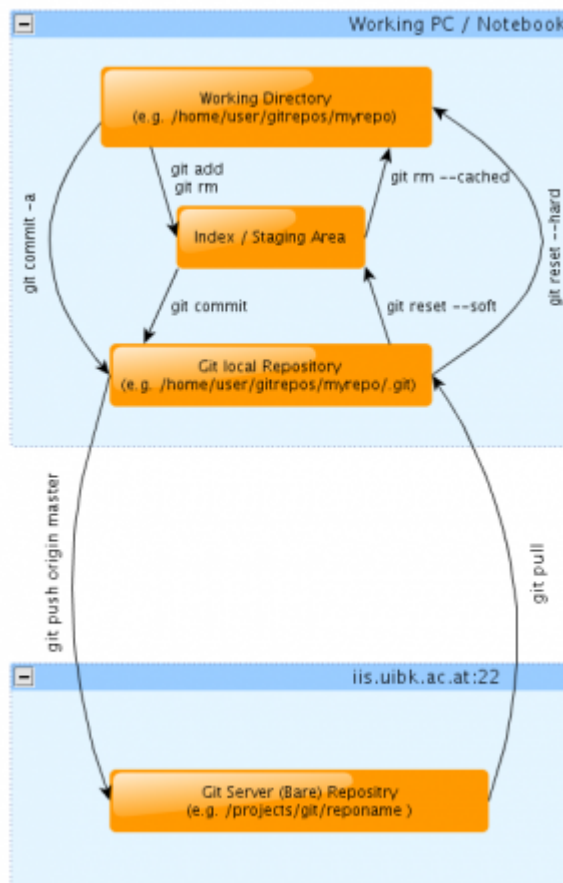 Working PC / Notebook
Working Directory
(e.g. /home/user/gitrepos/myrepo)
git add
git rm
git rm --cached
git commit -a
Index / Staging Area
git reset --hard
git commit
git reset --soft
Git local Repository
(e.g. /home/user/gitrepos/myrepo/.git)
git push origin master
git pull
iis.uibk.ac.at:22
Git Server (Bare) Repositry
(e.g. /projects/git/reponame )